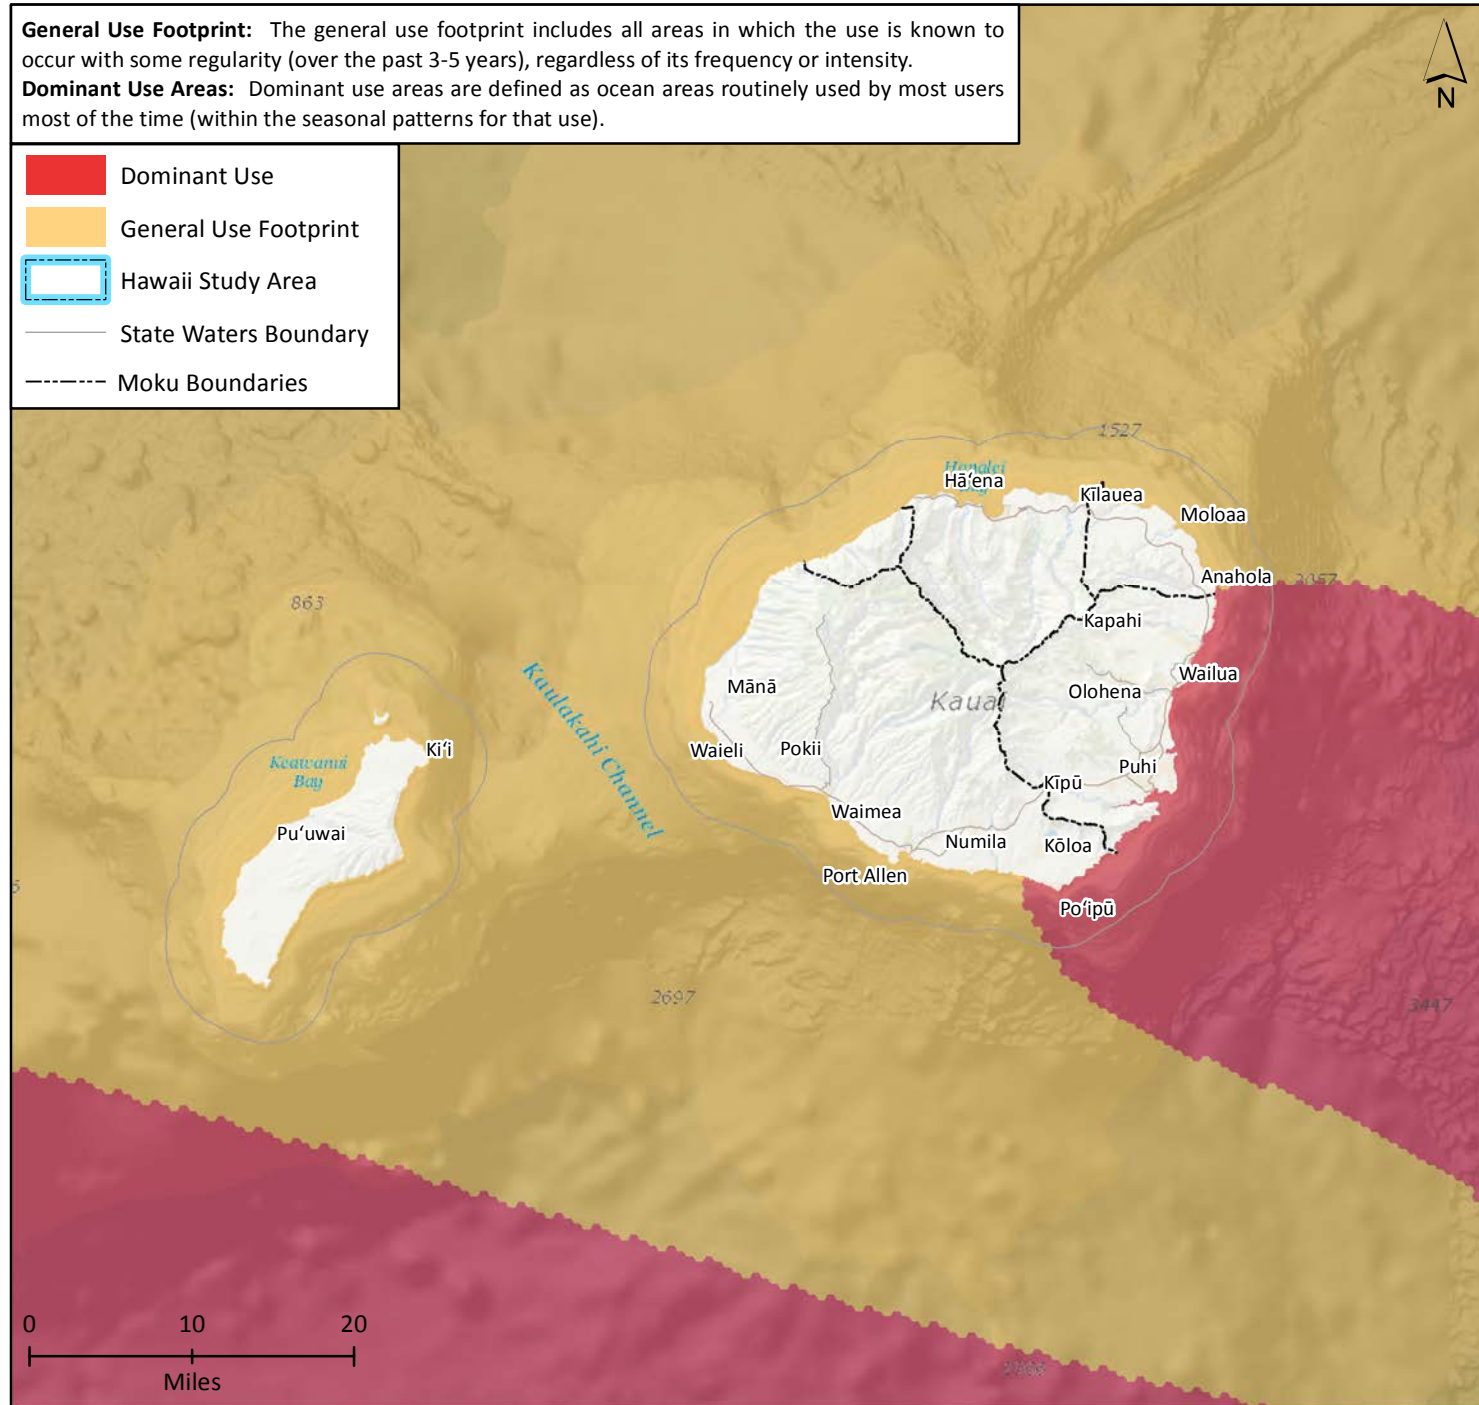 General Use Footprint: The general use footprint includes all areas in which the use is known to
occur with some regularity (over the past 3-5 years), regardless of its frequency or intensity.
Dominant Use Areas: Dominant use areas are defined as ocean areas routinely used by most users
most of the time (within the seasonal patterns for that use).
N
Dominant Use
General Use Footprint
Hawaii Study Area
State Waters Boundary
Moku Boundaries
1527
Hanalei
Hāʻena
Kīlauea
Moloaa
Anahola
863
Kapahi
Wailua
Mānā
Olohena
Kauai
Kaulakahi Channel
Kiʻi
Waieli
Pokii
Keawanui
Bay
Puhi
Kīpū
Waimea
Puʻuwai
Numila
Kōloa
Port Allen
Poʻipū
2697
3447
0 10 20
Miles